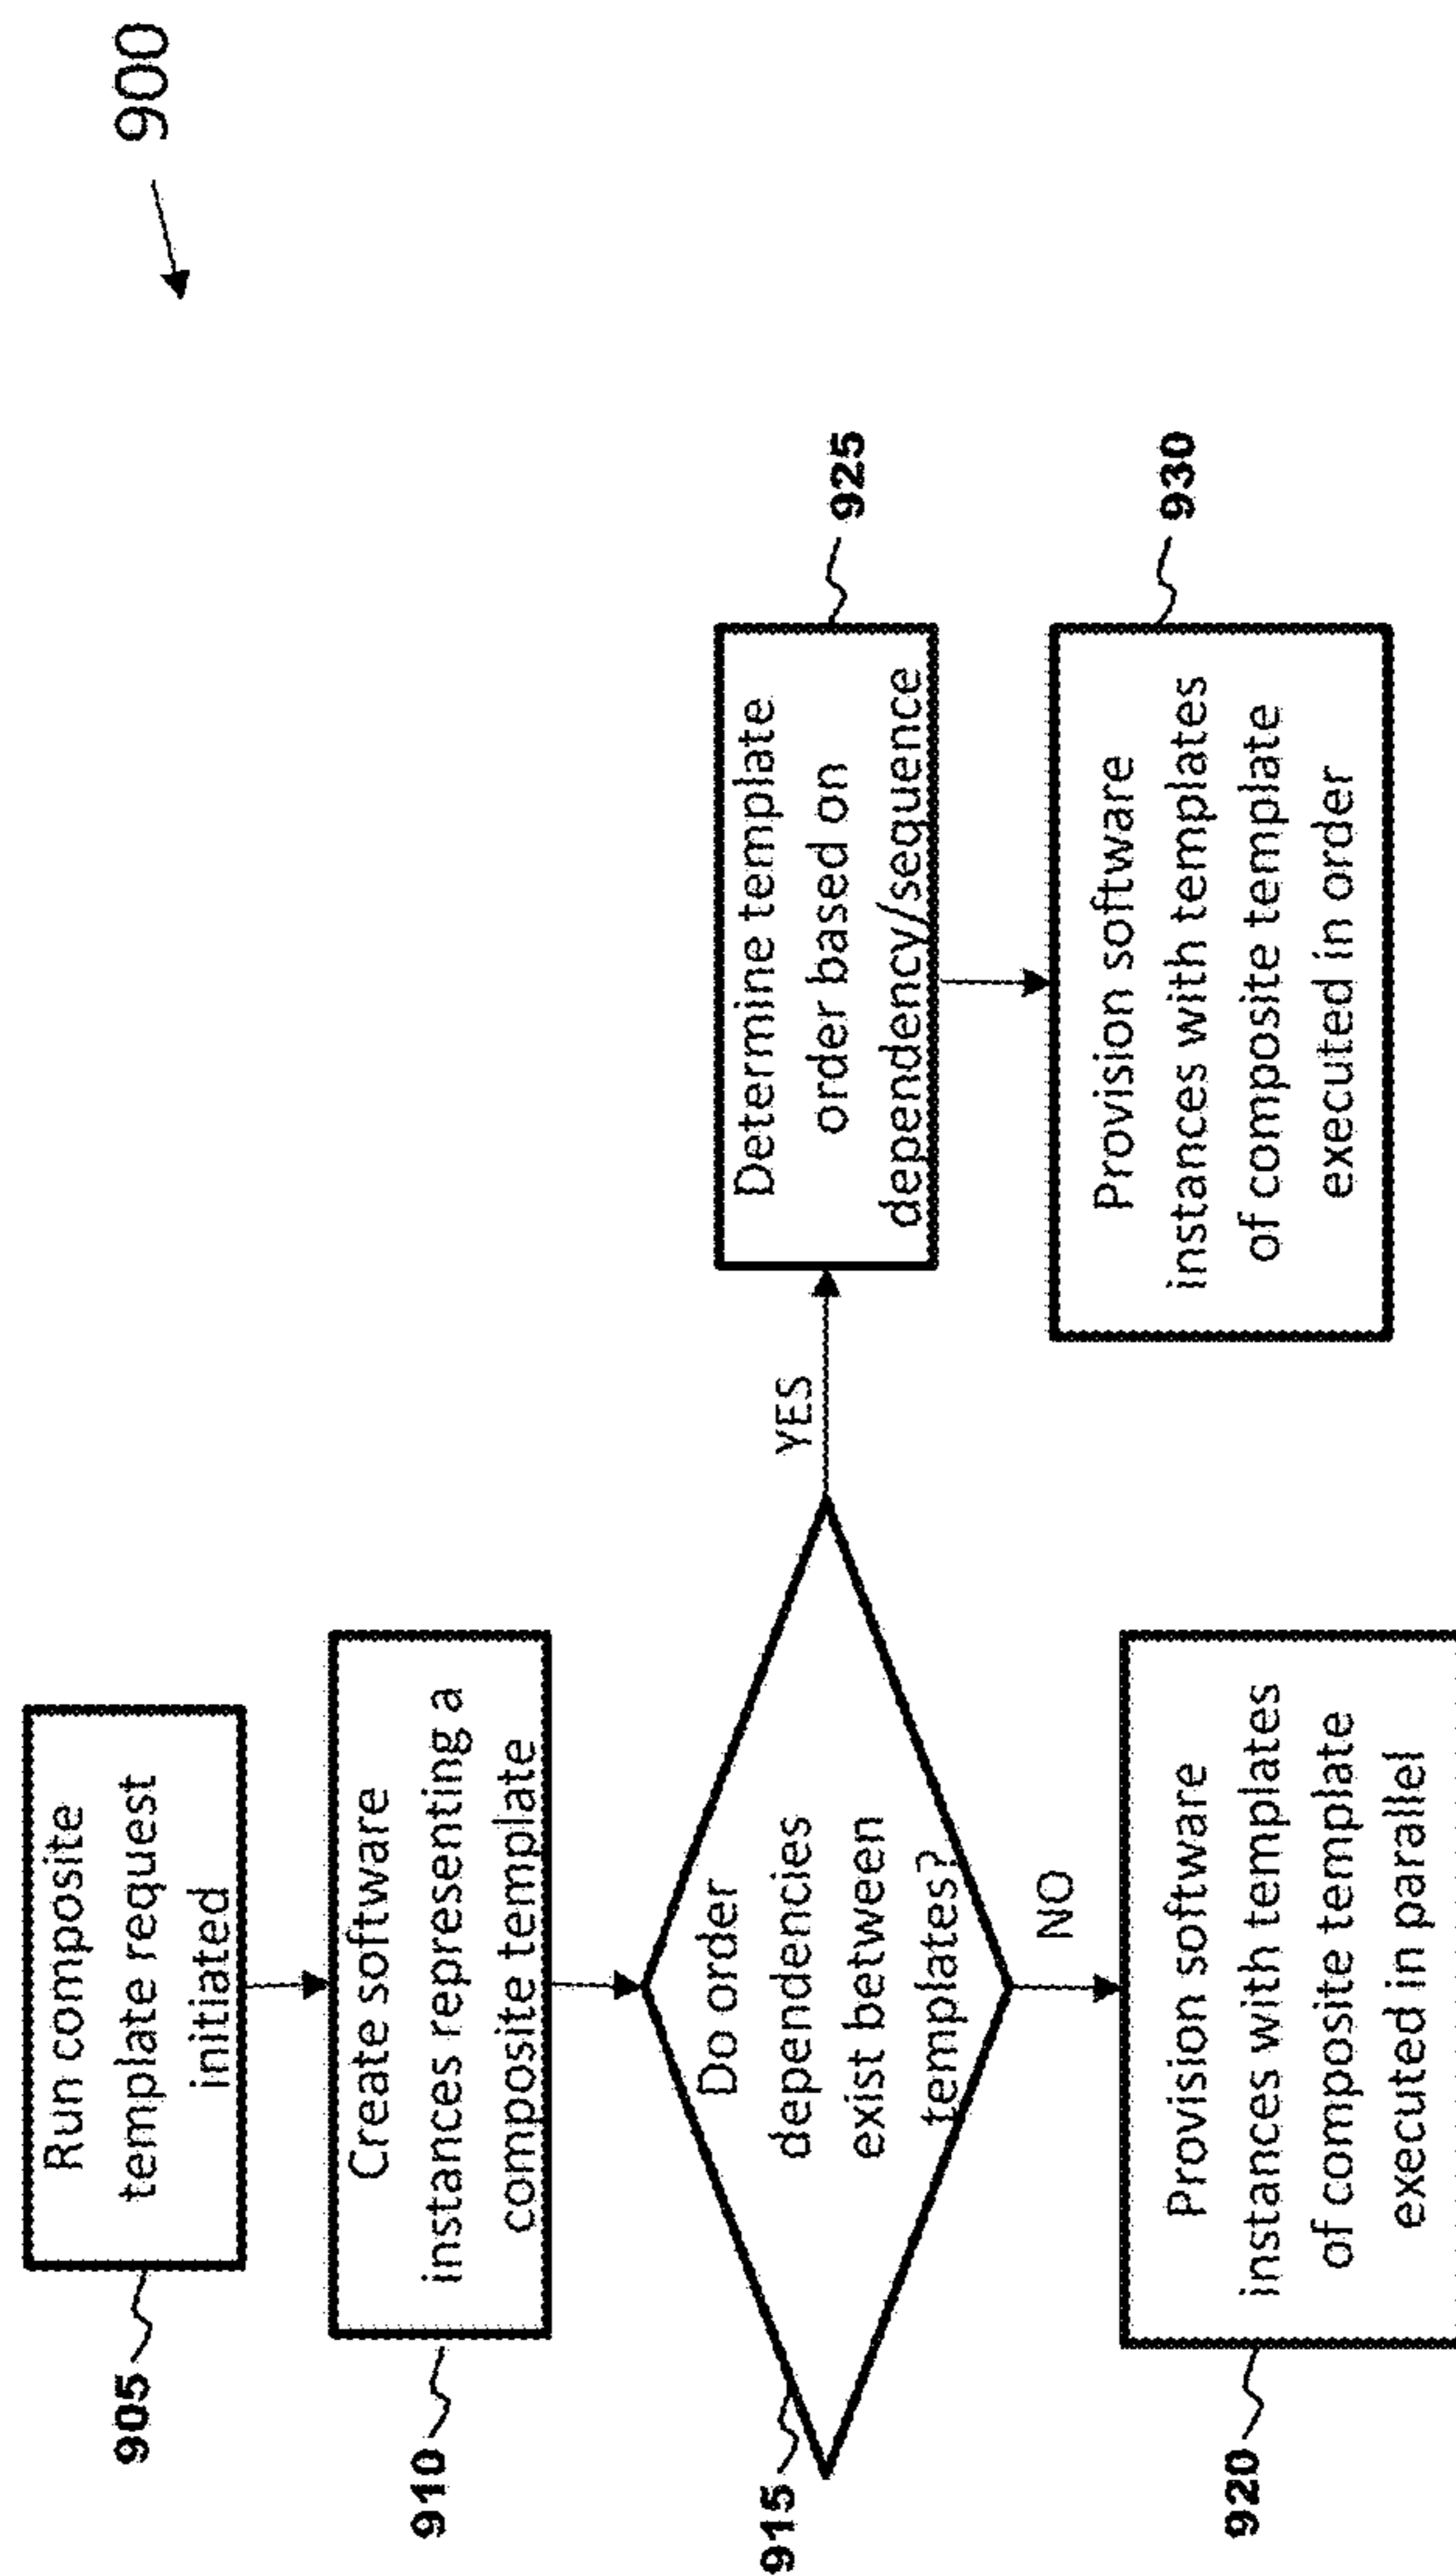 900
905
Run composite
template request
initiated
910
Create software
instances representing a
composite template
915
Do order
dependencies
exist between
templates?
YES
925
Determine template
order based on
dependency/sequence
NO
920
Provision software
instances with templates
of composite template
executed in parallel
930
Provision software
instances with templates
of composite template
executed in order